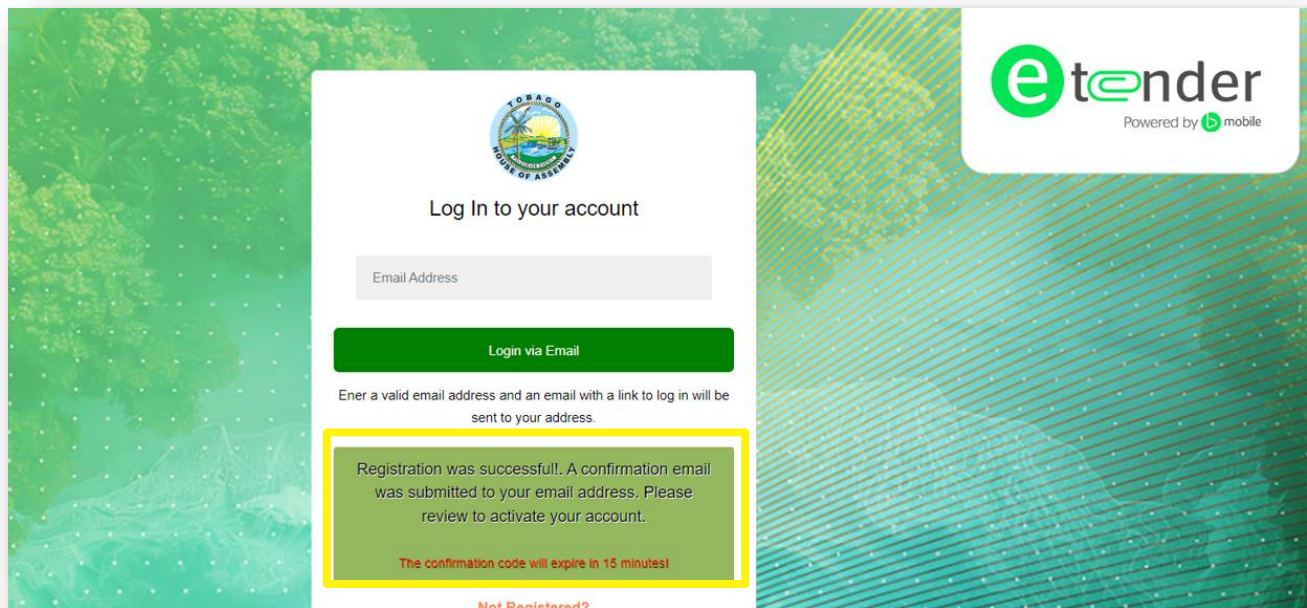 e tender
Powered by b mobile
TOBAGO
HOUSE OF ASSEMBLY
Log In to your account
Email Address
Login via Email
Ener a valid email address and an email with a link to log in will be
sent to your address.
Registration was successful!. A confirmation email
was submitted to your email address. Please
review to activate your account.
The confirmation code will expire in 15 minutes!
Not Registered?